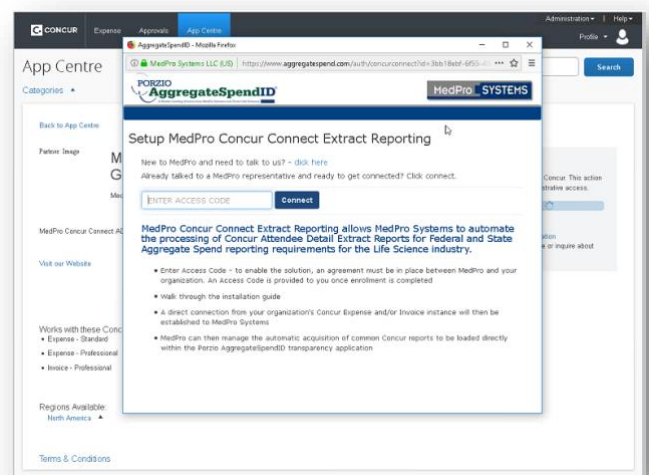 Administration ▾ | Help ▾
C CONCUR Expense Approvals App Centre
Profile ▾
AggregateSpendID - Mozilla Firefox
MedPro Systems LLC (US) https://www.aggregatespend.com/auth/concurconnect?id=
App Centre
Search
Categories
PORZIO
AggregateSpendID
MedPro SYSTEMS
Back to App Centre
Setup MedPro Concur Connect Extract Reporting
Partner Image
M
G
New to MedPro and need to talk to us? - click here
Already talked to a MedPro representative and ready to get connected? Click connect.
Concur. This action
strative access.
ENTER ACCESS CODE Connect
MedPro Concur Connect
MedPro Concur Connect Extract Reporting allows MedPro Systems to automate
the processing of Concur Attendee Detail Extract Reports for Federal and State
Aggregate Spend reporting requirements for the Life Science industry.
e or inquire about
Visit our Website
• Enter Access Code - to enable the solution, an agreement must be in place between MedPro and your
organization. An Access Code is provided to you once enrollment is completed
• Walk through the installation guide
• A direct connection from your organization's Concur Expense and/or Invoice instance will then be
established to MedPro Systems
• MedPro can then manage the automatic acquisition of common Concur reports to be loaded directly
within the Porzio AggregateSpendID transparency application
Works with these Conc
• Expense - Standard
• Expense - Professional
• Invoice - Professional
Regions Available:
North America
Terms & Conditions